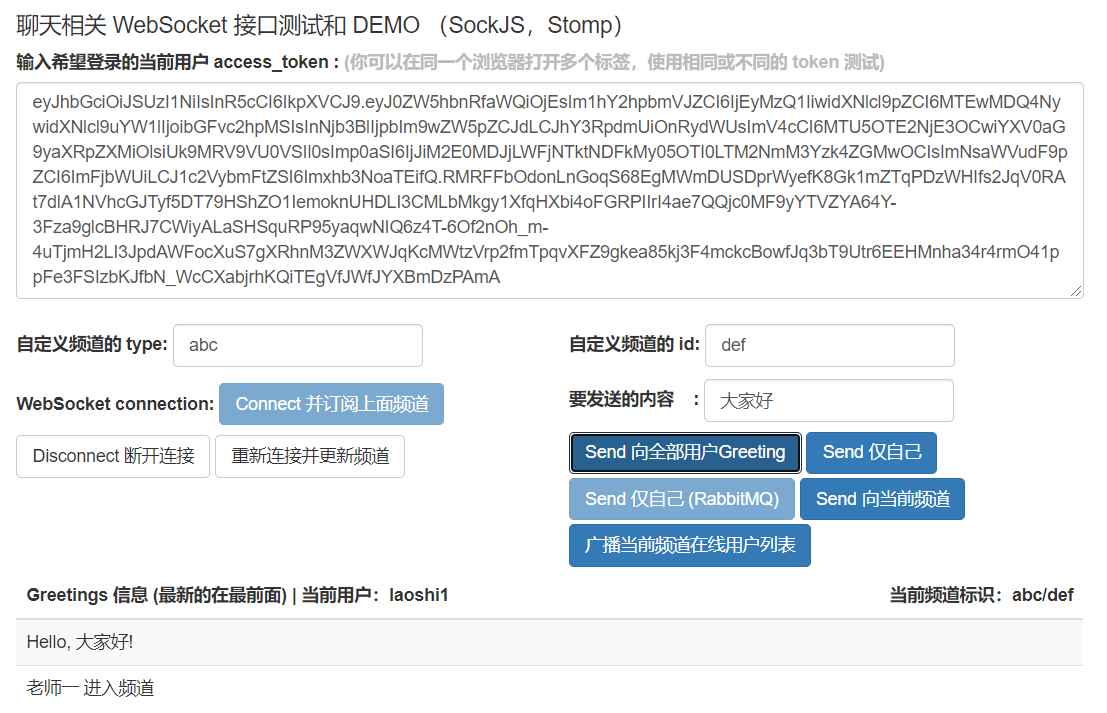 聊天相关 WebSocket 接口测试和 DEMO （SockJS，Stomp）
输入希望登录的当前用户 access_token : (你可以在同一个浏览器打开多个标签，使用相同或不同的 token 测试)
eyJhbGciOiJSUzI1NiIsInR5cCI6IkpXVCJ9.eyJ0ZW5hbnRfaWQiOjEsIm1hY2hpbmVJZCI6IjEyMzQ1IiwidXNlcl9pZCI6MTEwMDQ4Ny
widXNlcl9uYW1lIjoibGFvc2hpMSIsInNjb3BlIjpbIm9wZW5pZCJdLCJhY3RpdmUiOnRydWUsImV4cCI6MTU5OTE2NjE3OCwiYXV0aG
9yaXRpZXMiOlsiUk9MRV9VU0VSIl0sImp0aSI6IjJiM2E0MDJjLWFjNTktNDFkMy05OTI0LTM2NmM3Yzk4ZGMwOCIsImNsaWVudF9p
ZCI6ImFjbWUiLCJ1c2VybmFtZSI6Imxhb3NoaTEifQ.RMRFFbOdonLnGoqS68EgMWmDUSDprWyefK8Gk1mZTqPDzWHIfs2JqV0RA
t7dlA1NVhcGJTyf5DT79HShZO1IemoknUHDLI3CMLbMkgy1XfqHXbi4oFGRPIIrI4ae7QQjc0MF9yYTVZYA64Y-
3Fza9glcBHRJ7CWiyALaSHSquRP95yaqwNIQ6z4T-6Of2nOh_m-
4uTjmH2LI3JpdAWFocXuS7gXRhnM3ZWXWJqKcMWtzVrp2fmTpqvXFZ9gkea85kj3F4mckcBowfJq3bT9Utr6EEHMnha34r4rmO41p
pFe3FSIzbKJfbN_WcCXabjrhKQiTEgVfJWfJYXBmDzPAmA
自定义频道的 type: abc
自定义频道的 id: def
WebSocket connection: Connect 并订阅上面频道
要发送的内容 : 大家好
Disconnect 断开连接 重新连接并更新频道
Send 向全部用户Greeting Send 仅自己
Send 仅自己 (RabbitMQ) Send 向当前频道
广播当前频道在线用户列表
Greetings 信息 (最新的在最前面) | 当前用户：laoshi1
当前频道标识：abc/def
Hello, 大家好!
老师一 进入频道